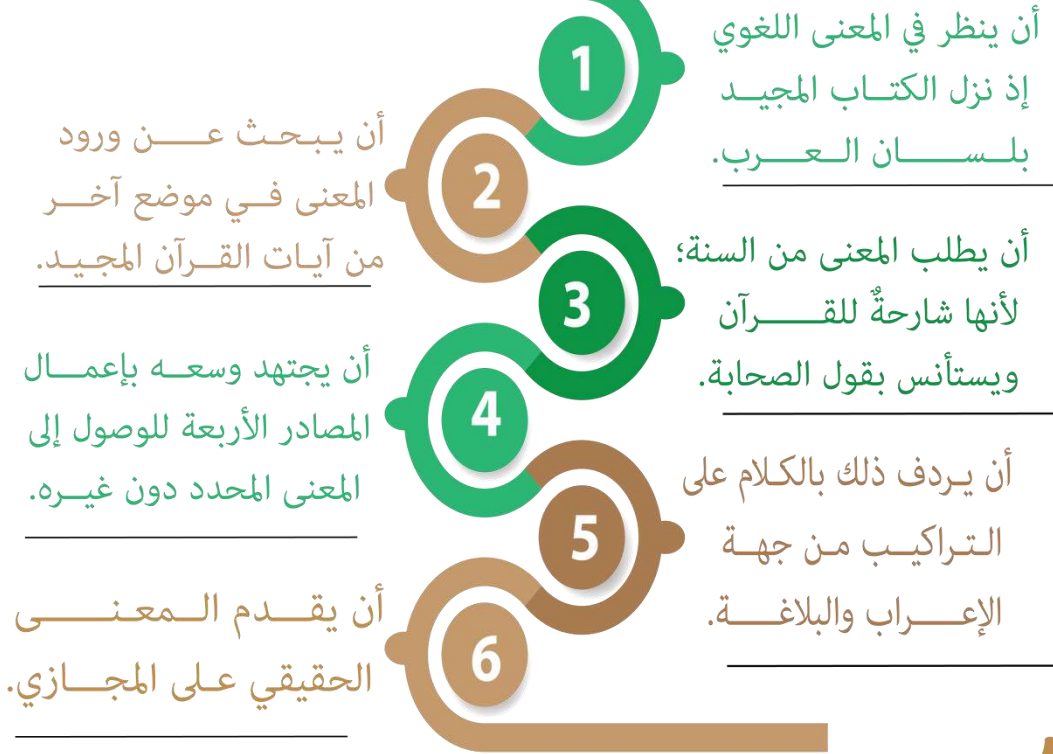 1
أن ينظر في المعنى اللغوي
إذ نزل الكتاب المجيد
بلسان العرب.
2
أن يبحث عن ورود
المعنى في موضع آخر
من آيات القرآن المجيد.
3
أن يطلب المعنى من السنة؛
لأنها شارحةٌ للقرآن
ويستأنس بقول الصحابة.
4
أن يجتهد وسعه بإعمال
المصادر الأربعة للوصول إلى
المعنى المحدد دون غيره.
5
أن يردف ذلك بالكلام على
التراكيب من جهة
الإعراب والبلاغة.
6
أن يقدم المعنى
الحقيقي على المجازي.